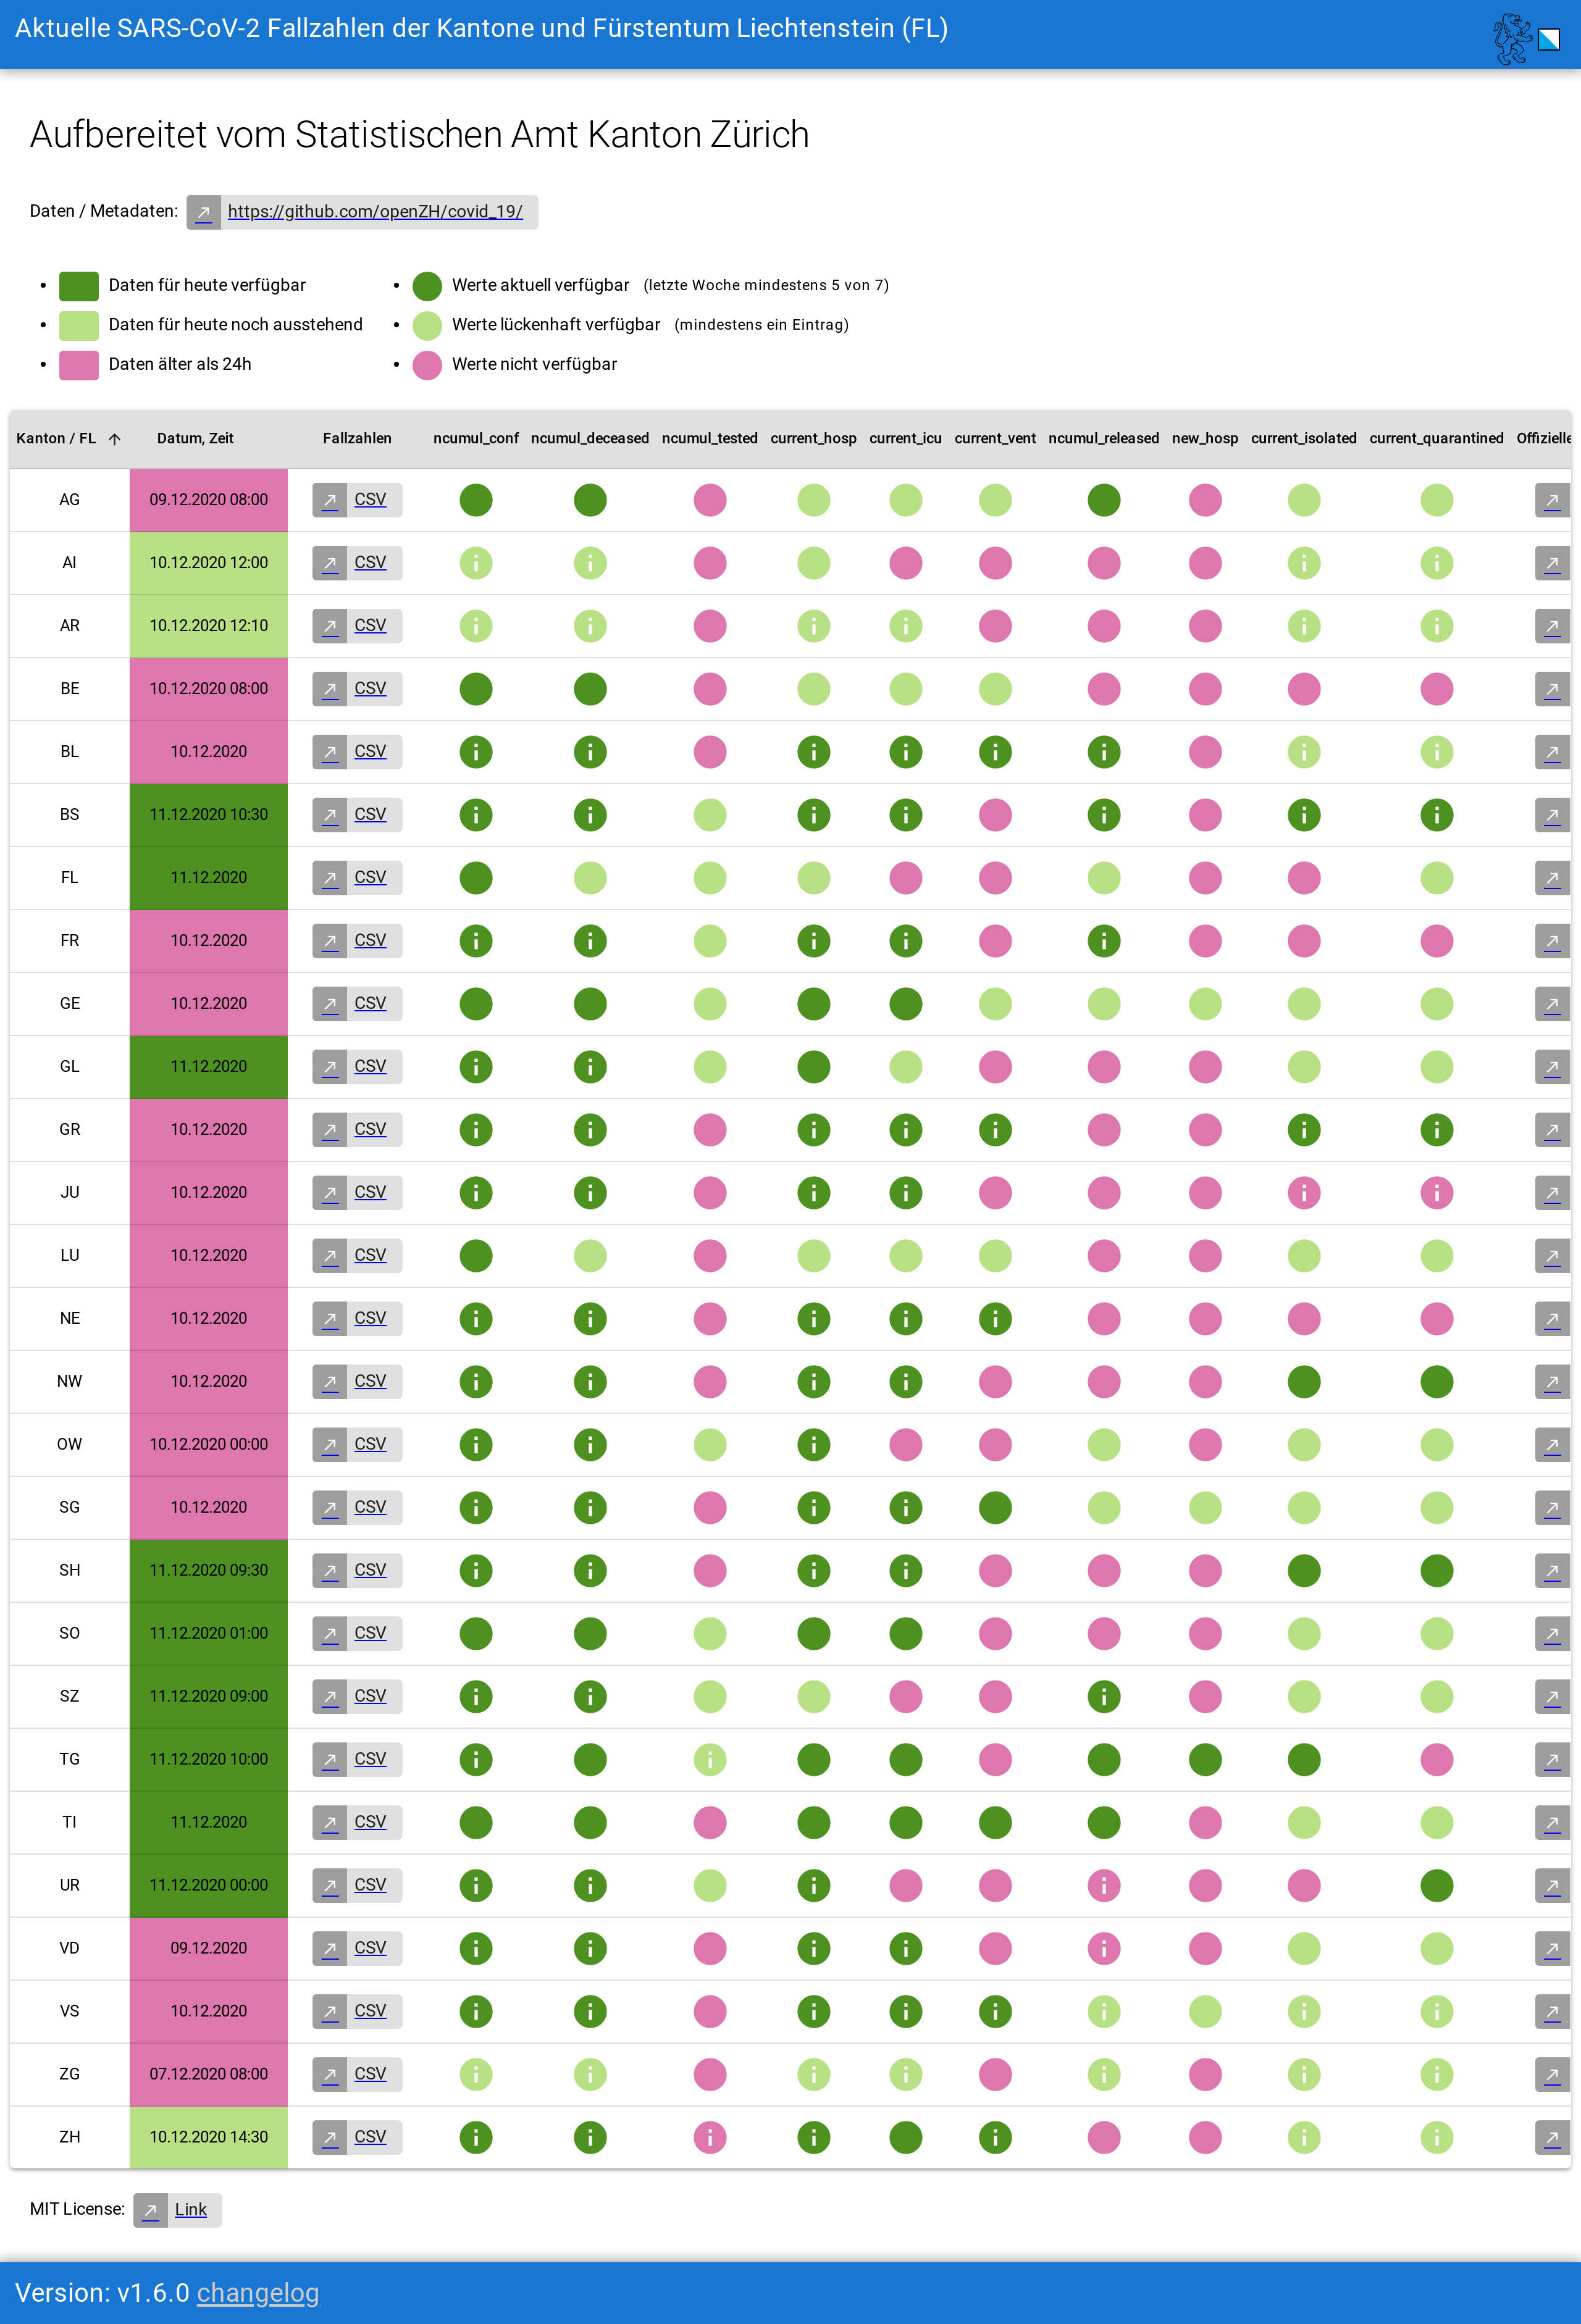 Aktuelle SARS-CoV-2 Fallzahlen der Kantone und Fürstentum Liechtenstein (FL)
Aufbereitet vom Statistischen Amt Kanton Zürich
Daten / Metadaten: https://github.com/openZH/covid_19/
Daten für heute verfügbar
Daten für heute noch ausstehend
Daten älter als 24h
Werte aktuell verfügbar (letzte Woche mindestens 5 von 7)
Werte lückenhaft verfügbar (mindestens ein Eintrag)
Werte nicht verfügbar
Kanton / FL Datum, Zeit Fallzahlen ncumul_conf ncumul_deceased ncumul_tested current_hosp current_icu current_vent ncumul_released new_hosp current_isolated current_quarantined Offizielle
AG 09.12.2020 08:00 CSV
AI 10.12.2020 12:00 CSV
AR 10.12.2020 12:10 CSV
BE 10.12.2020 08:00 CSV
BL 10.12.2020 CSV
BS 11.12.2020 10:30 CSV
FL 11.12.2020 CSV
FR 10.12.2020 CSV
GE 10.12.2020 CSV
GL 11.12.2020 CSV
GR 10.12.2020 CSV
JU 10.12.2020 CSV
LU 10.12.2020 CSV
NE 10.12.2020 CSV
NW 10.12.2020 CSV
OW 10.12.2020 00:00 CSV
SG 10.12.2020 CSV
SH 11.12.2020 09:30 CSV
SO 11.12.2020 01:00 CSV
SZ 11.12.2020 09:00 CSV
TG 11.12.2020 10:00 CSV
TI 11.12.2020 CSV
UR 11.12.2020 00:00 CSV
VD 09.12.2020 CSV
VS 10.12.2020 CSV
ZG 07.12.2020 08:00 CSV
ZH 10.12.2020 14:30 CSV
MIT License: Link
Version: v1.6.0 changelog